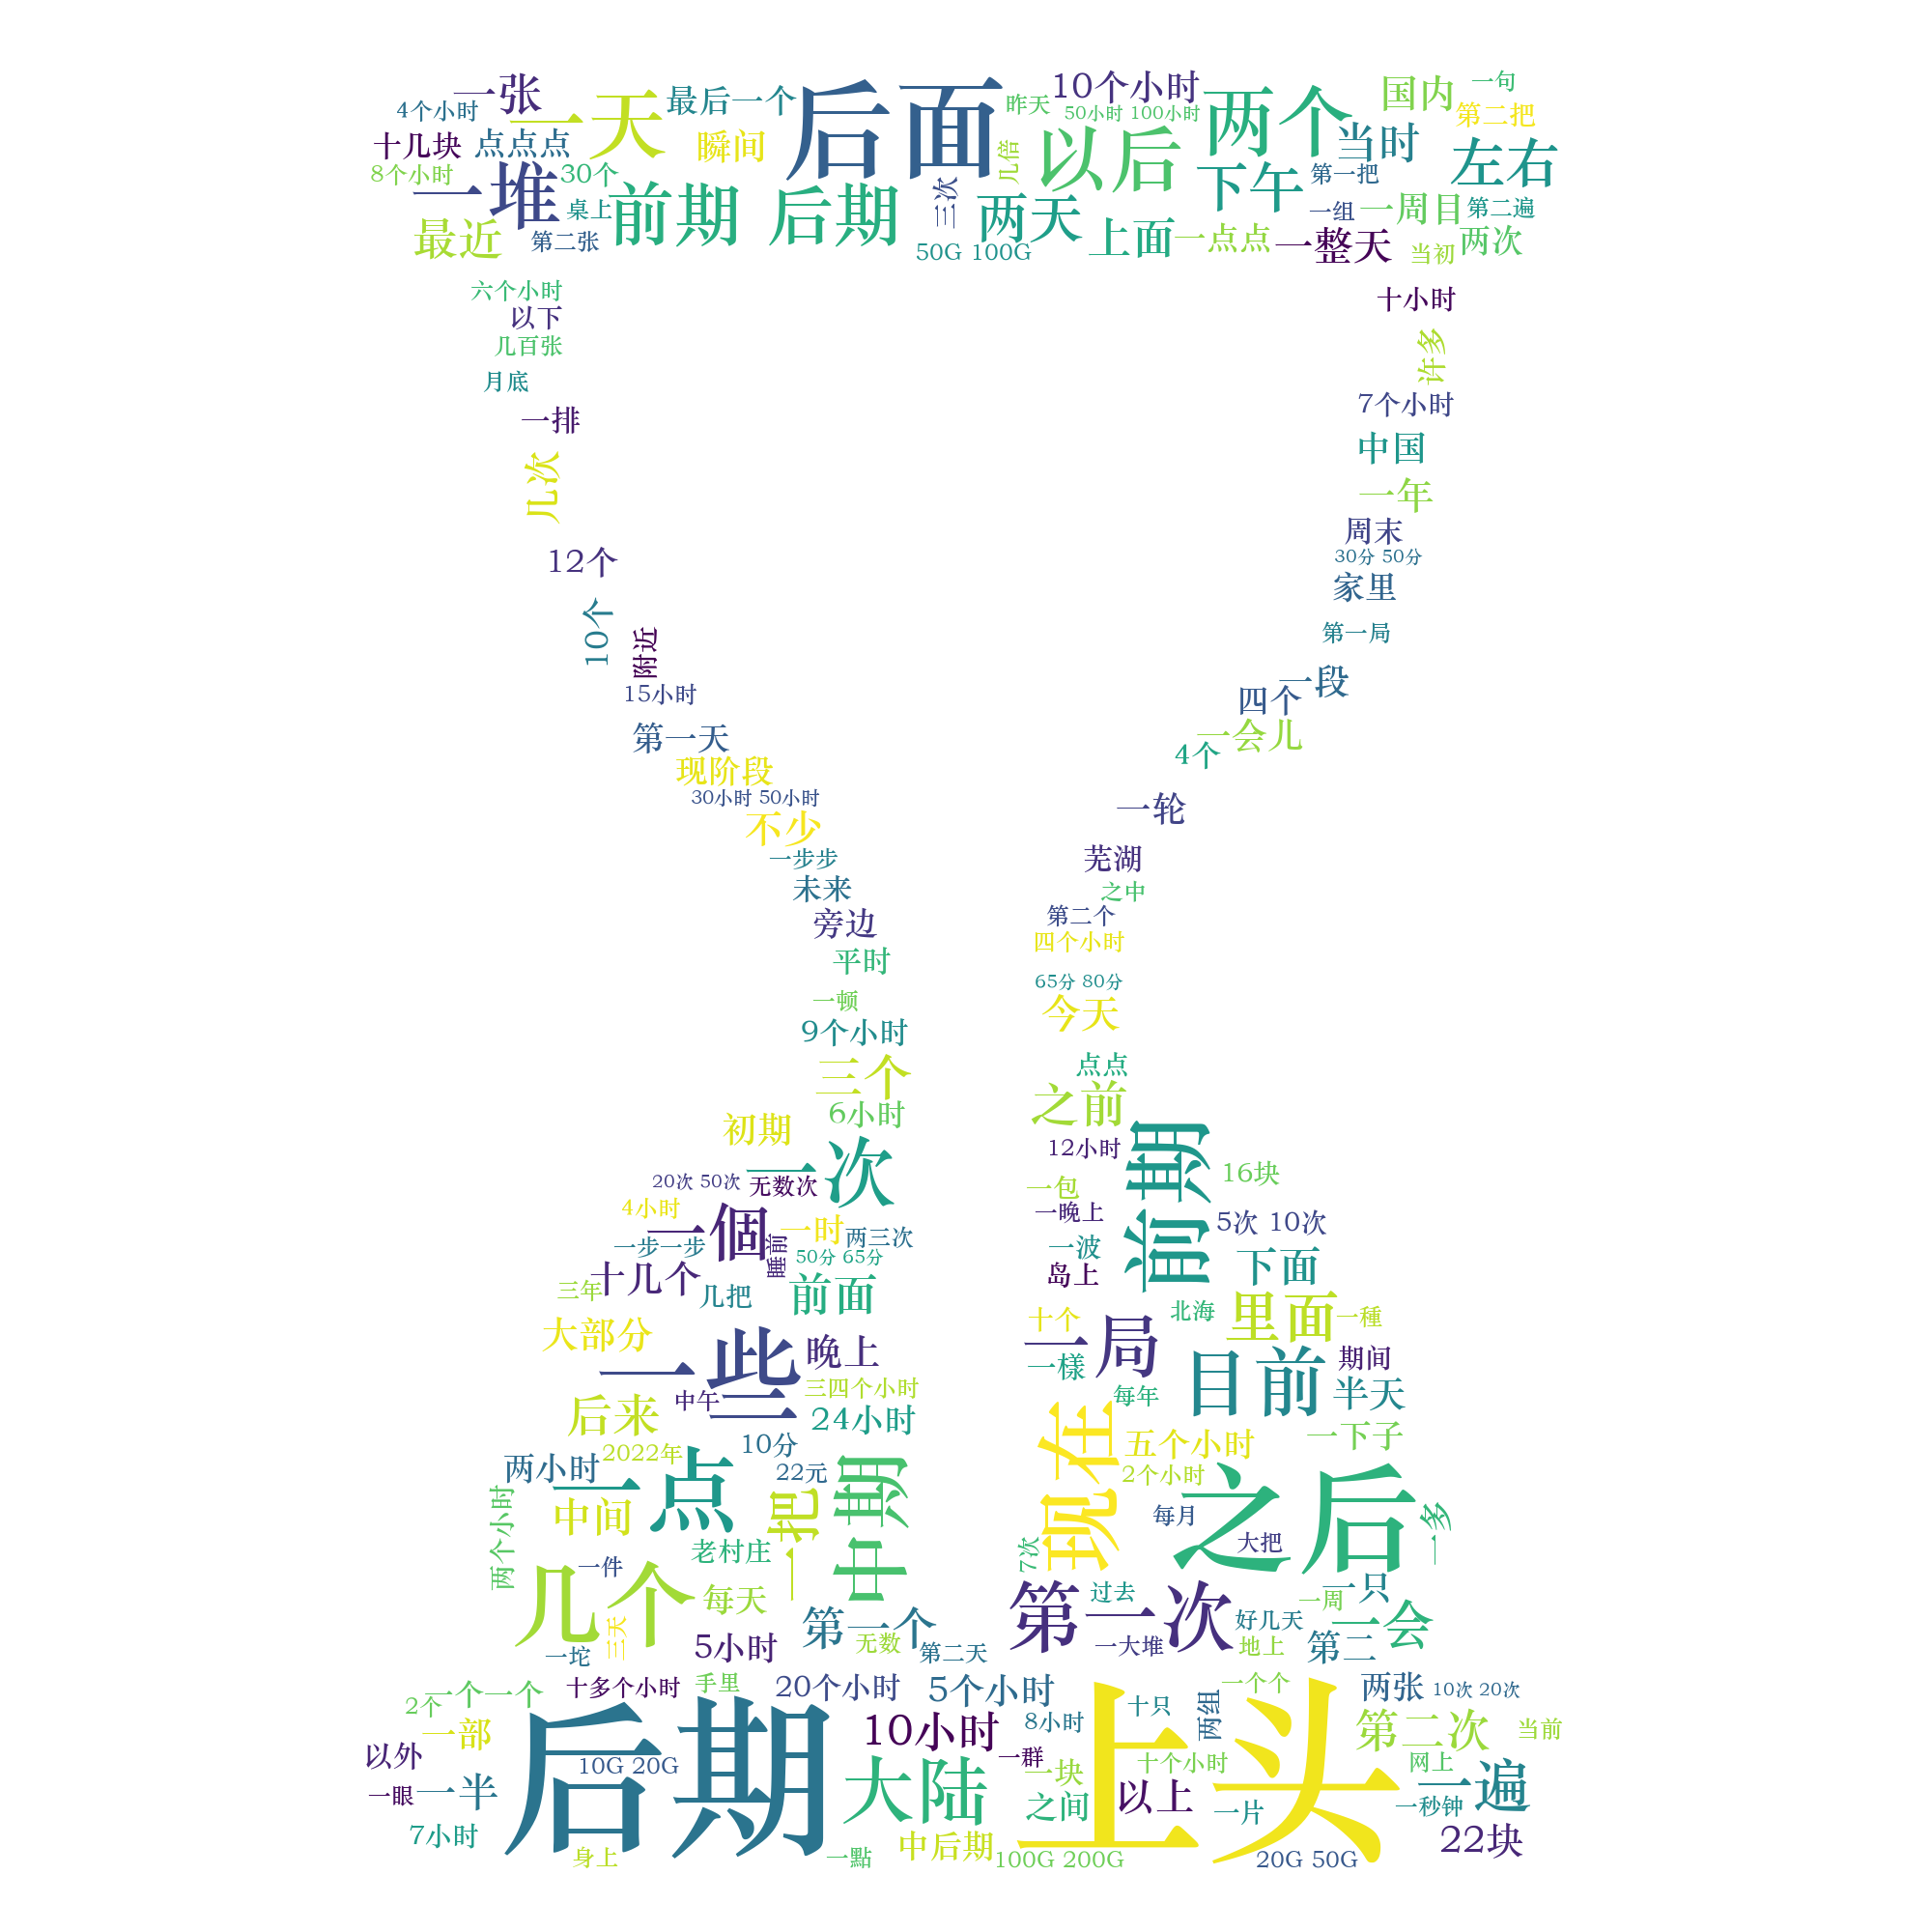 一张
4个小时
一天
最后一个
后面
昨天
10个小时
50小时 100小时
两个
国内
一句
第二把
十几块
点点点
瞬间
几倍
以后
当时
左右
8个小时
一堆
30个
桌上
前期
后期
三次
两天
下午
第一把
一组
一周目
第二遍
最近
第二张
50G 100G
上面
一点点
一整天
当初
两次
六个小时
以下
几百张
月底
一排
几次
12个
10个
附近
15小时
第一天
现阶段
30小时 50小时
不少
一步步
未来
旁边
平时
一顿
9个小时
三个
6小时
十小时
许多
7个小时
中国
一年
周末
30分 50分
家里
第一局
一段
四个
一会儿
4个
一轮
芜湖
之中
第二个
四个小时
65分 80分
今天
点点
之前
初期
一次
20次 50次
无数次
4小时
一個
一时
两三次
一步一步
睡前
50分 65分
十几个
三年
几把
前面
大部分
一些
晚上
中午
三四个小时
后来
24小时
10分
2022年
两小时
一点
22元
中期
一把
中间
两个小时
老村庄
一件
几个
每天
三天
第一个
无数
第二天
5小时
一坨
12小时
前期
16块
一包
一晚上
5次 10次
一波
岛上
下面
北海
里面
一種
十个
一局
一樣
目前
期间
半天
每年
现在
五个小时
一下子
2个小时
之后
每月
大把
一多
7次
第一次
过去
一只
一周
好几天
一会
一大堆
地上
第二
一个一个
2个
十多个小时
手里
20个小时
5个小时
一个个
两张
10次 20次
一部
后期
10小时
8小时
十只
两组
上头
第二次
当前
以外
10G 20G
一群
十个小时
网上
一眼
一半
大陆
一块
之间
以上
一片
一秒钟
一遍
7小时
身上
一點
中后期
100G 200G
20G 50G
22块